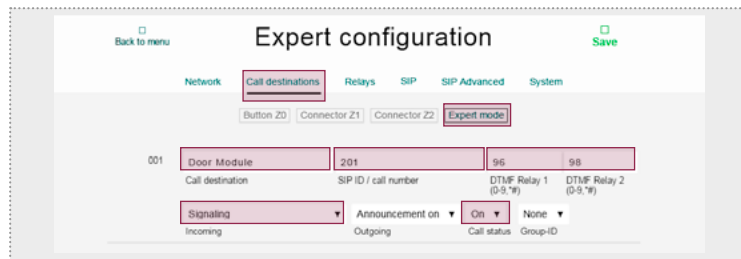 Expert configuration
Back to menu
Save
Network Call destinations Relays SIP SIP Advanced System
Button Z0 Connector Z1 Connector Z2 Expert mode
001 Door Module 201 96 98
Call destination SIP ID / call number DTMF Relay 1 (0-9,*#) DTMF Relay 2 (0-9,*#)
Signaling ▼ Announcement on ▼ On ▼ None ▼
Incoming Outgoing Call status Group-ID